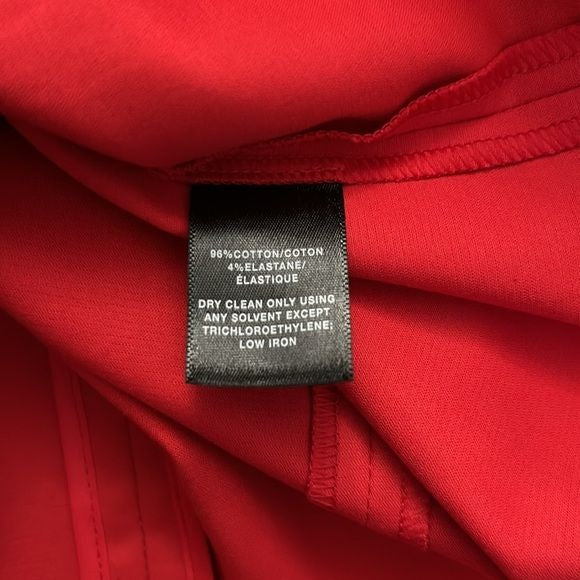 96%COTTON/COTON
4%ELASTANE/
ÉLASTIQUE
DRY CLEAN ONLY USING
ANY SOLVENT EXCEPT
TRICHLOROETHYLENE;
LOW IRON